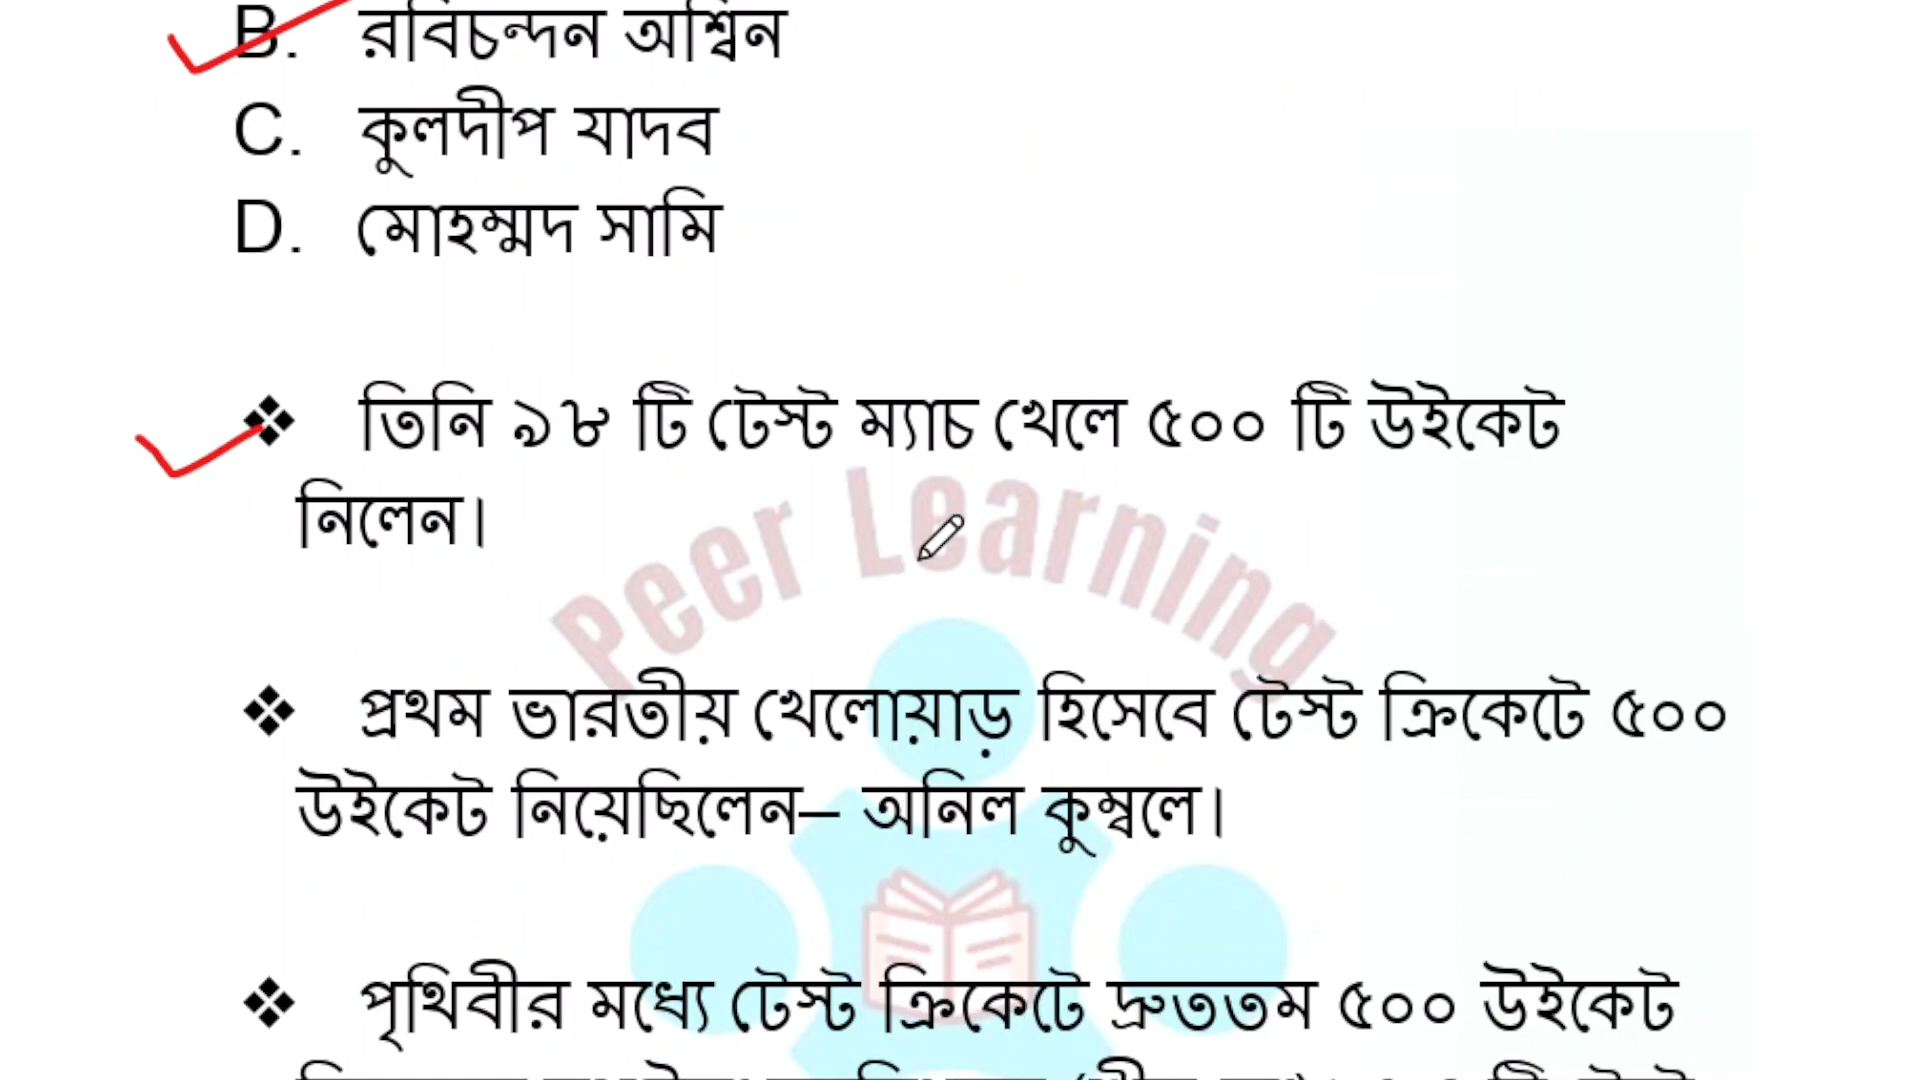 B. রবিচন্দন অশ্বিন
C. কুলদীপ যাদব
D. মোহম্মদ সামি
❖ তিনি ৯৮ টি টেস্ট ম্যাচ খেলে ৫০০ টি উইকেট
নিলেন।
Peer Learning
❖ প্রথম ভারতীয় খেলোয়াড় হিসেবে টেস্ট ক্রিকেটে ৫০০
উইকেট নিয়েছিলেন– অনিল কুম্বলে।
❖ পৃথিবীর মধ্যে টেস্ট ক্রিকেটে দ্রুততম ৫০০ উইকেট